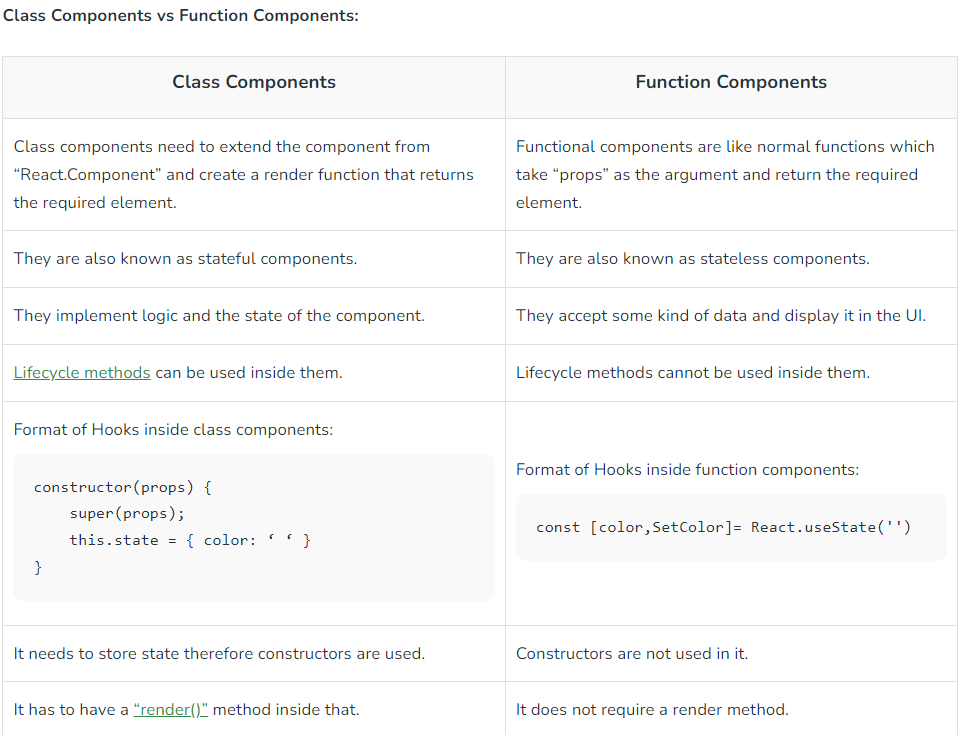 Class Components vs Function Components:
Class Components
Function Components
Class components need to extend the component from
“React.Component” and create a render function that returns
the required element.
Functional components are like normal functions which
take “props” as the argument and return the required
element.
They are also known as stateful components.
They are also known as stateless components.
They implement logic and the state of the component.
They accept some kind of data and display it in the UI.
Lifecycle methods can be used inside them.
Lifecycle methods cannot be used inside them.
Format of Hooks inside class components:
constructor(props) {
    super(props);
    this.state = { color: ‘ ‘ }
}
Format of Hooks inside function components:
const [color,SetColor]= React.useState('')
It needs to store state therefore constructors are used.
Constructors are not used in it.
It has to have a “render()” method inside that.
It does not require a render method.